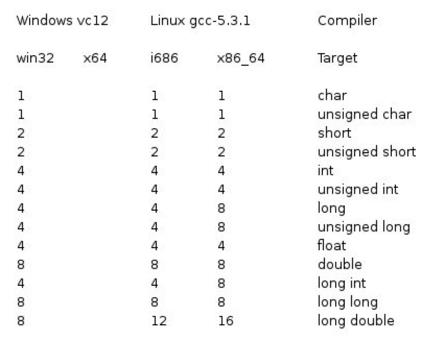 Windows vc12 Linux gcc-5.3.1 Compiler
win32 x64 i686 x86_64 Target
1 1 1 char
1 1 1 unsigned char
2 2 2 short
2 2 2 unsigned short
4 4 4 int
4 4 4 unsigned int
4 4 8 long
4 4 8 unsigned long
4 4 4 float
8 8 8 double
4 4 8 long int
8 8 8 long long
8 12 16 long double